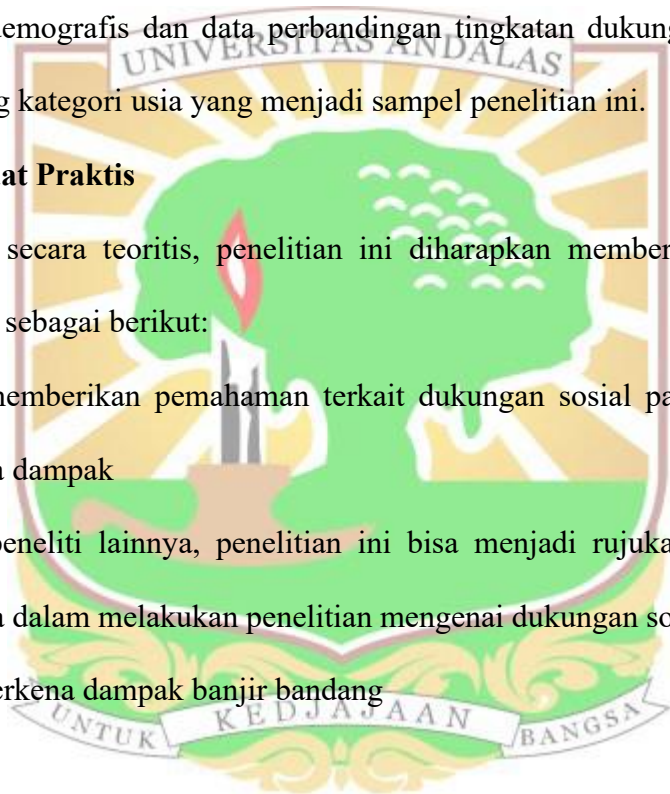 emografis dan data perbandingan tingkatan dukung
UNIVERSITAS ANDALAS
g kategori usia yang menjadi sampel penelitian ini.
at Praktis
secara teoritis, penelitian ini diharapkan member
sebagai berikut:
memberikan pemahaman terkait dukungan sosial pa
a dampak
peneliti lainnya, penelitian ini bisa menjadi rujuka
a dalam melakukan penelitian mengenai dukungan so
erkena dampak banjir bandang
UNTUK KEDJAJAAN BANGSA